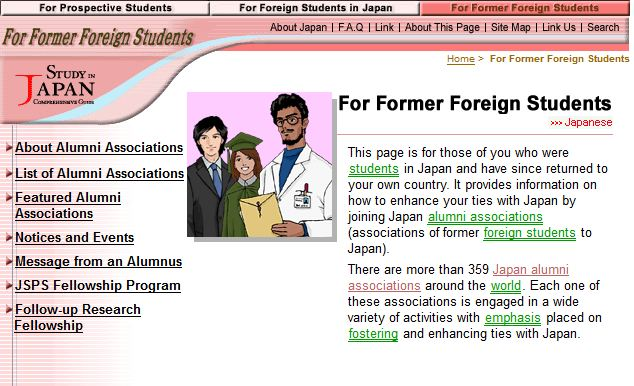 For Prospective Students
For Foreign Students in Japan
For Former Foreign Students
About Japan | F.A.Q | Link | About This Page | Site Map | Link Us | Search
For Former Foreign Students
Home > For Former Foreign Students
STUDY IN
JAPAN
COMPREHENSIVE GUIDE
About Alumni Associations
List of Alumni Associations
Featured Alumni
Associations
Notices and Events
Message from an Alumnus
JSPS Fellowship Program
Follow-up Research
Fellowship
For Former Foreign Students
>>> Japanese
This page is for those of you who were
students in Japan and have since returned to
your own country. It provides information on
how to enhance your ties with Japan by
joining Japan alumni associations
(associations of former foreign students to
Japan).
There are more than 359 Japan alumni
associations around the world. Each one of
these associations is engaged in a wide
variety of activities with emphasis placed on
fostering and enhancing ties with Japan.